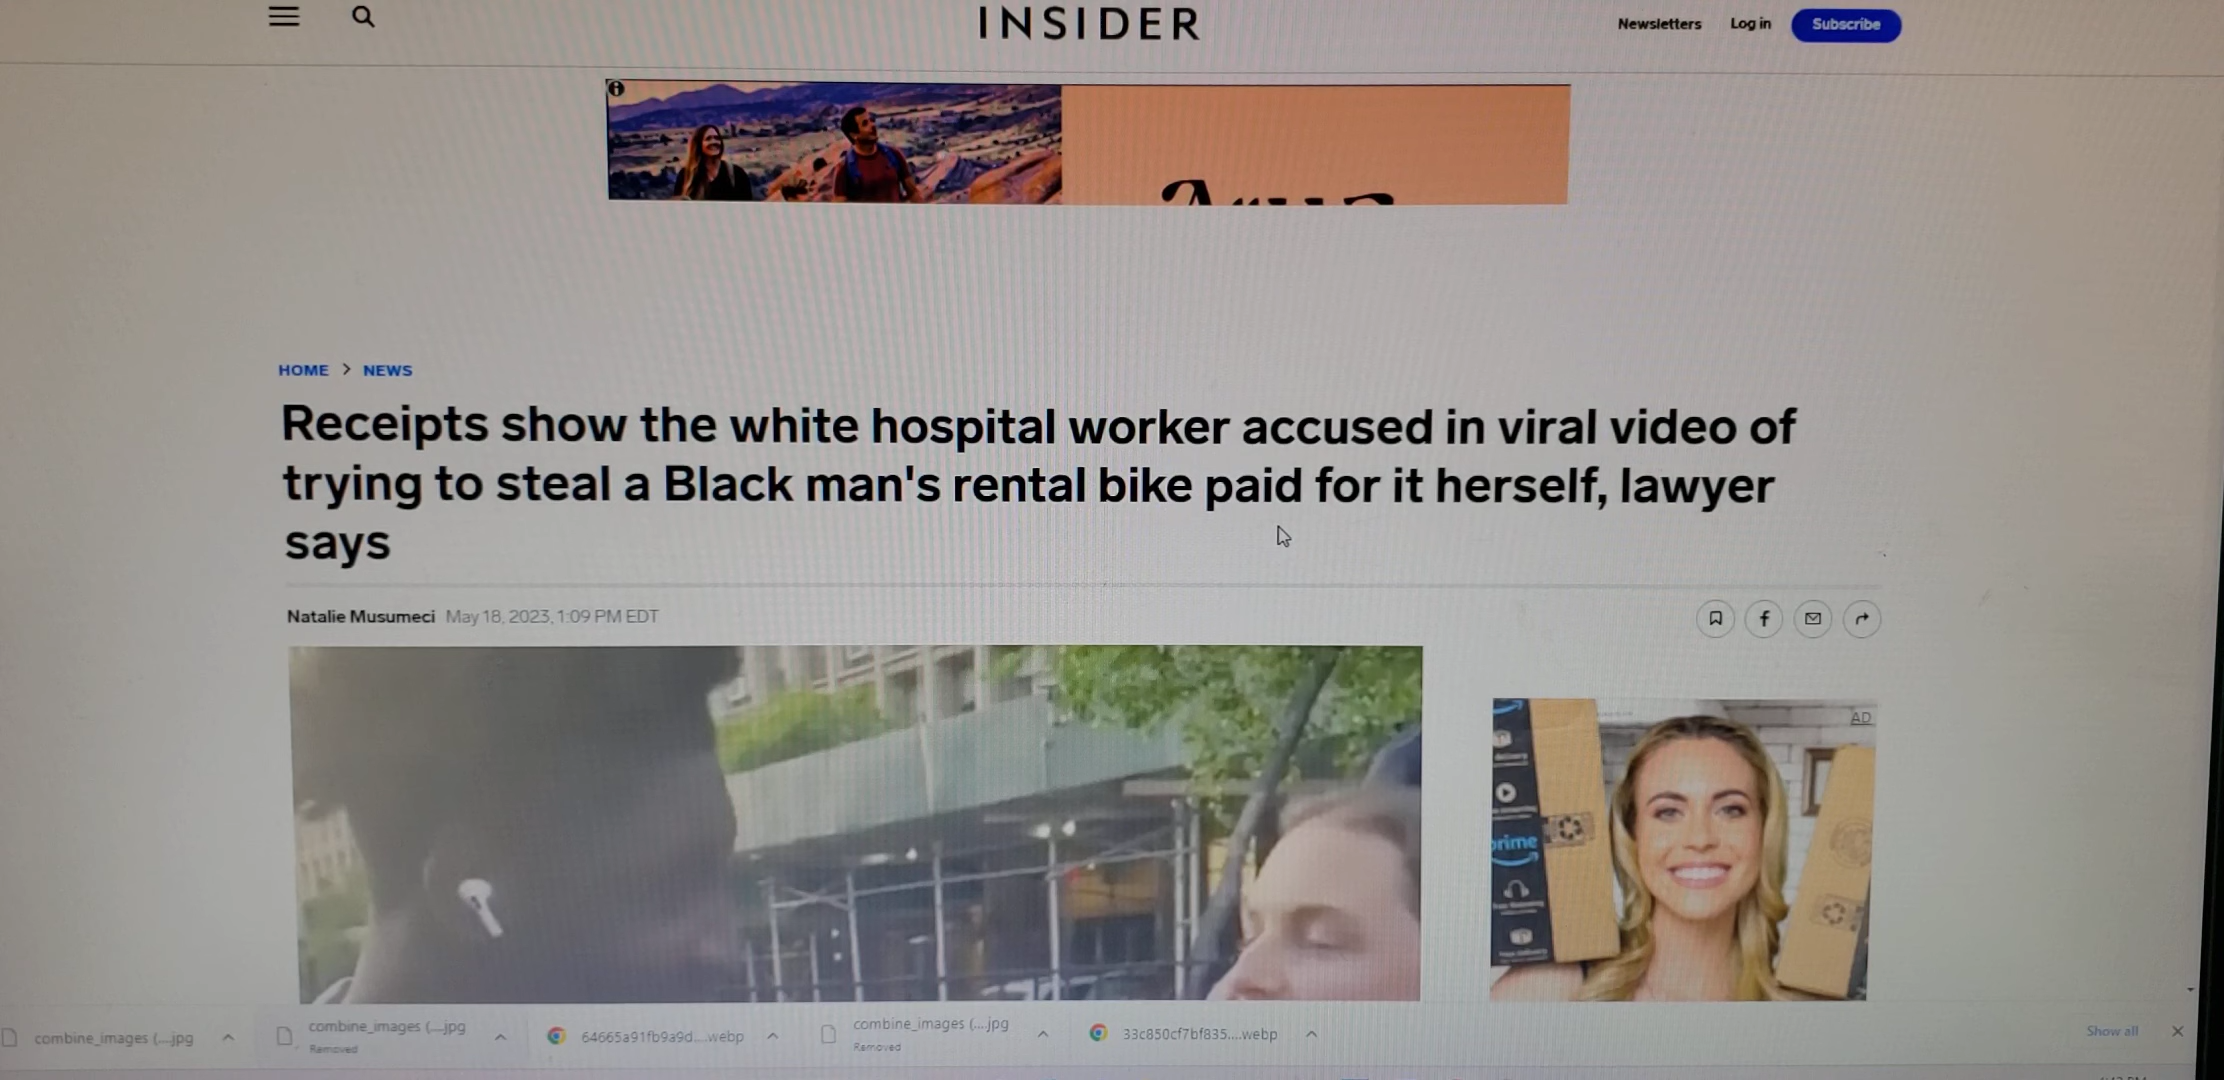 INSIDER
Newsletters Log in Subscribe
HOME > NEWS
Receipts show the white hospital worker accused in viral video of
trying to steal a Black man's rental bike paid for it herself, lawyer
says
Natalie Musumeci May 18, 2023, 1:09 PM EDT
AD
prime
combine_images (....jpg
combine_images (....jpg
Removed
64665a91fb9a9d....webp
combine_images (....jpg
Removed
33c850cf7bf835....webp
Show all